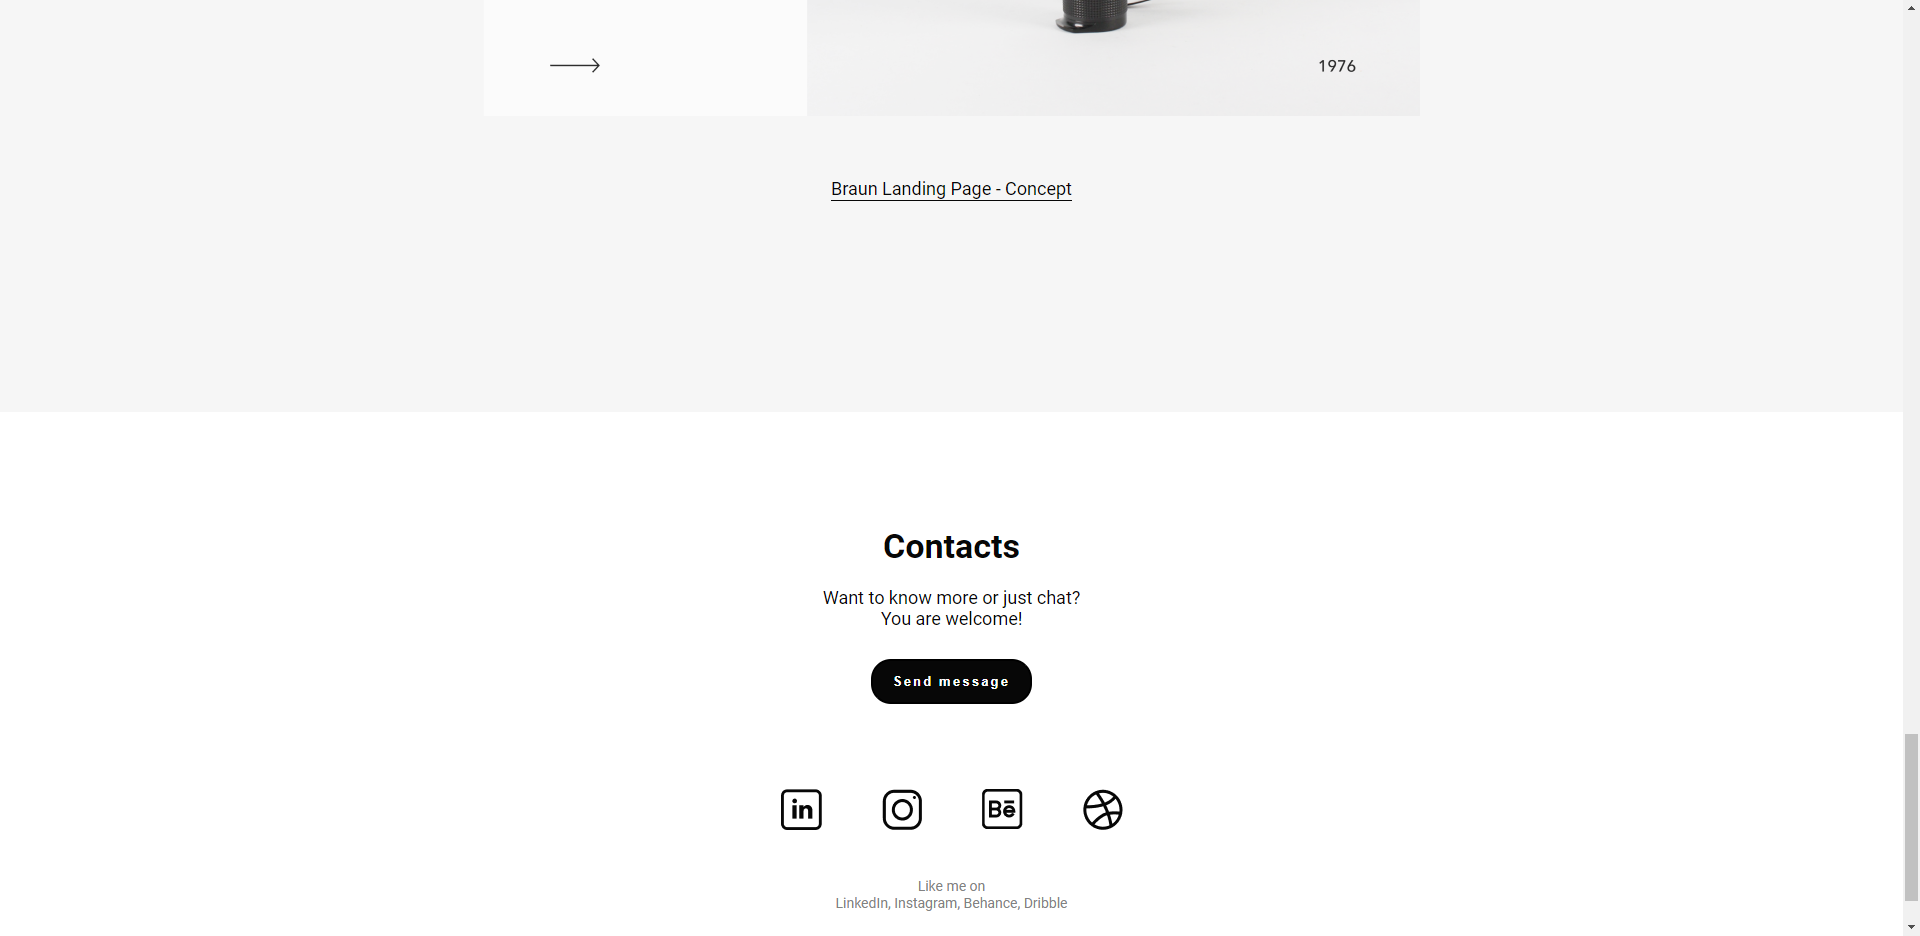 1976
Braun Landing Page - Concept
Contacts
Want to know more or just chat?
You are welcome!
Send message
in
Bē
Like me on
LinkedIn, Instagram, Behance, Dribble